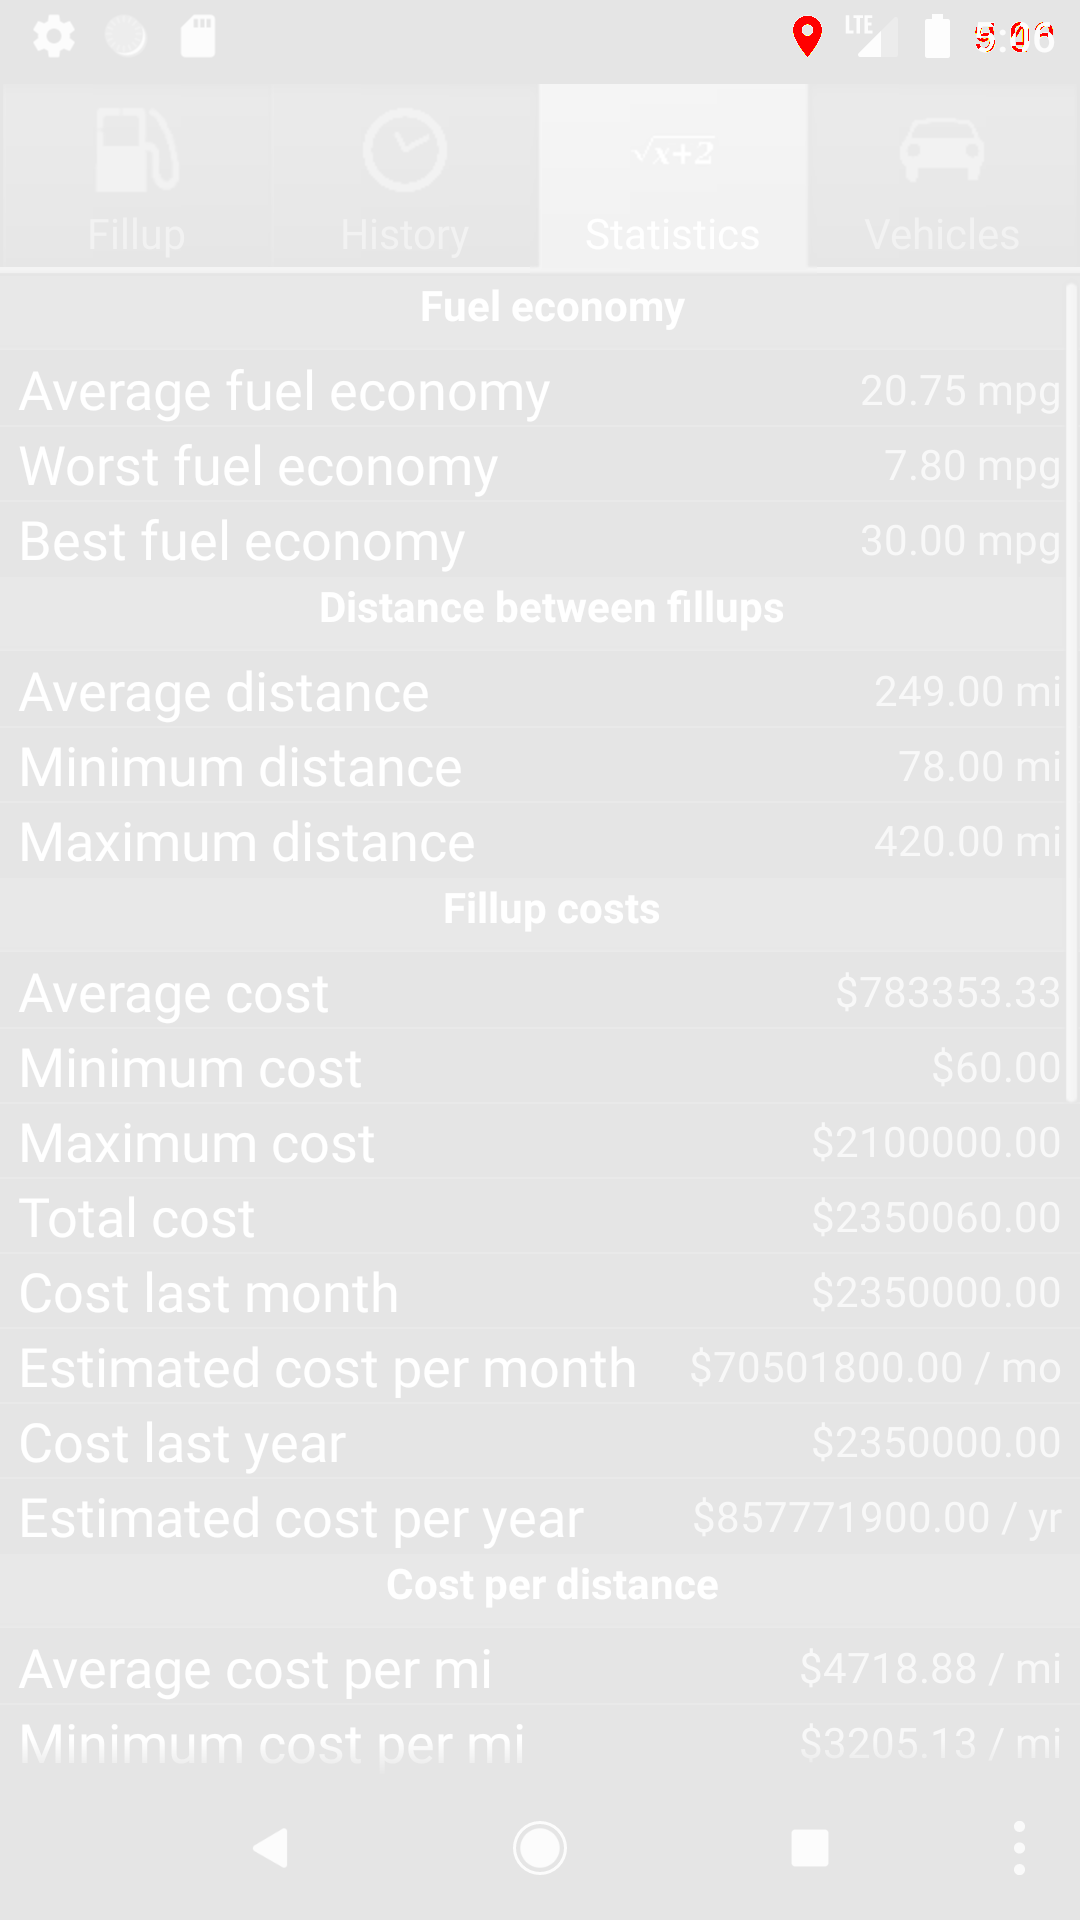 LTE
Fillup History √x+2 Statistics Vehicles
Fuel economy
Average fuel economy 20.75 mpg
Worst fuel economy 7.80 mpg
Best fuel economy 30.00 mpg
Distance between fillups
Average distance 249.00 mi
Minimum distance 78.00 mi
Maximum distance 420.00 mi
Fillup costs
Average cost $783353.33
Minimum cost $60.00
Maximum cost $2100000.00
Total cost $2350060.00
Cost last month $2350000.00
Estimated cost per month $70501800.00 / mo
Cost last year $2350000.00
Estimated cost per year $857771900.00 / yr
Cost per distance
Average cost per mi $4718.88 / mi
Minimum cost per mi $3205.13 / mi